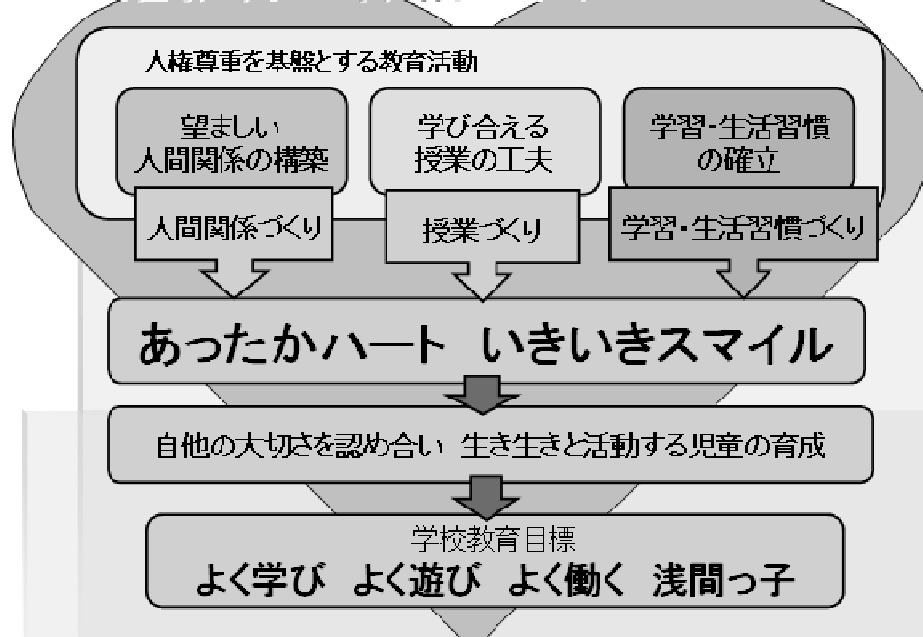 人権尊重を基盤とする教育活動
望ましい
人間関係の構築
学び合える
授業の工夫
学習・生活習慣
の確立
人間関係づくり
授業づくり
学習・生活習慣づくり
あったかハート いきいきスマイル
自他の大切さを認め合い 生き生きと活動する児童の育成
学校教育目標
よく学び よく遊び よく働く 浅間っ子